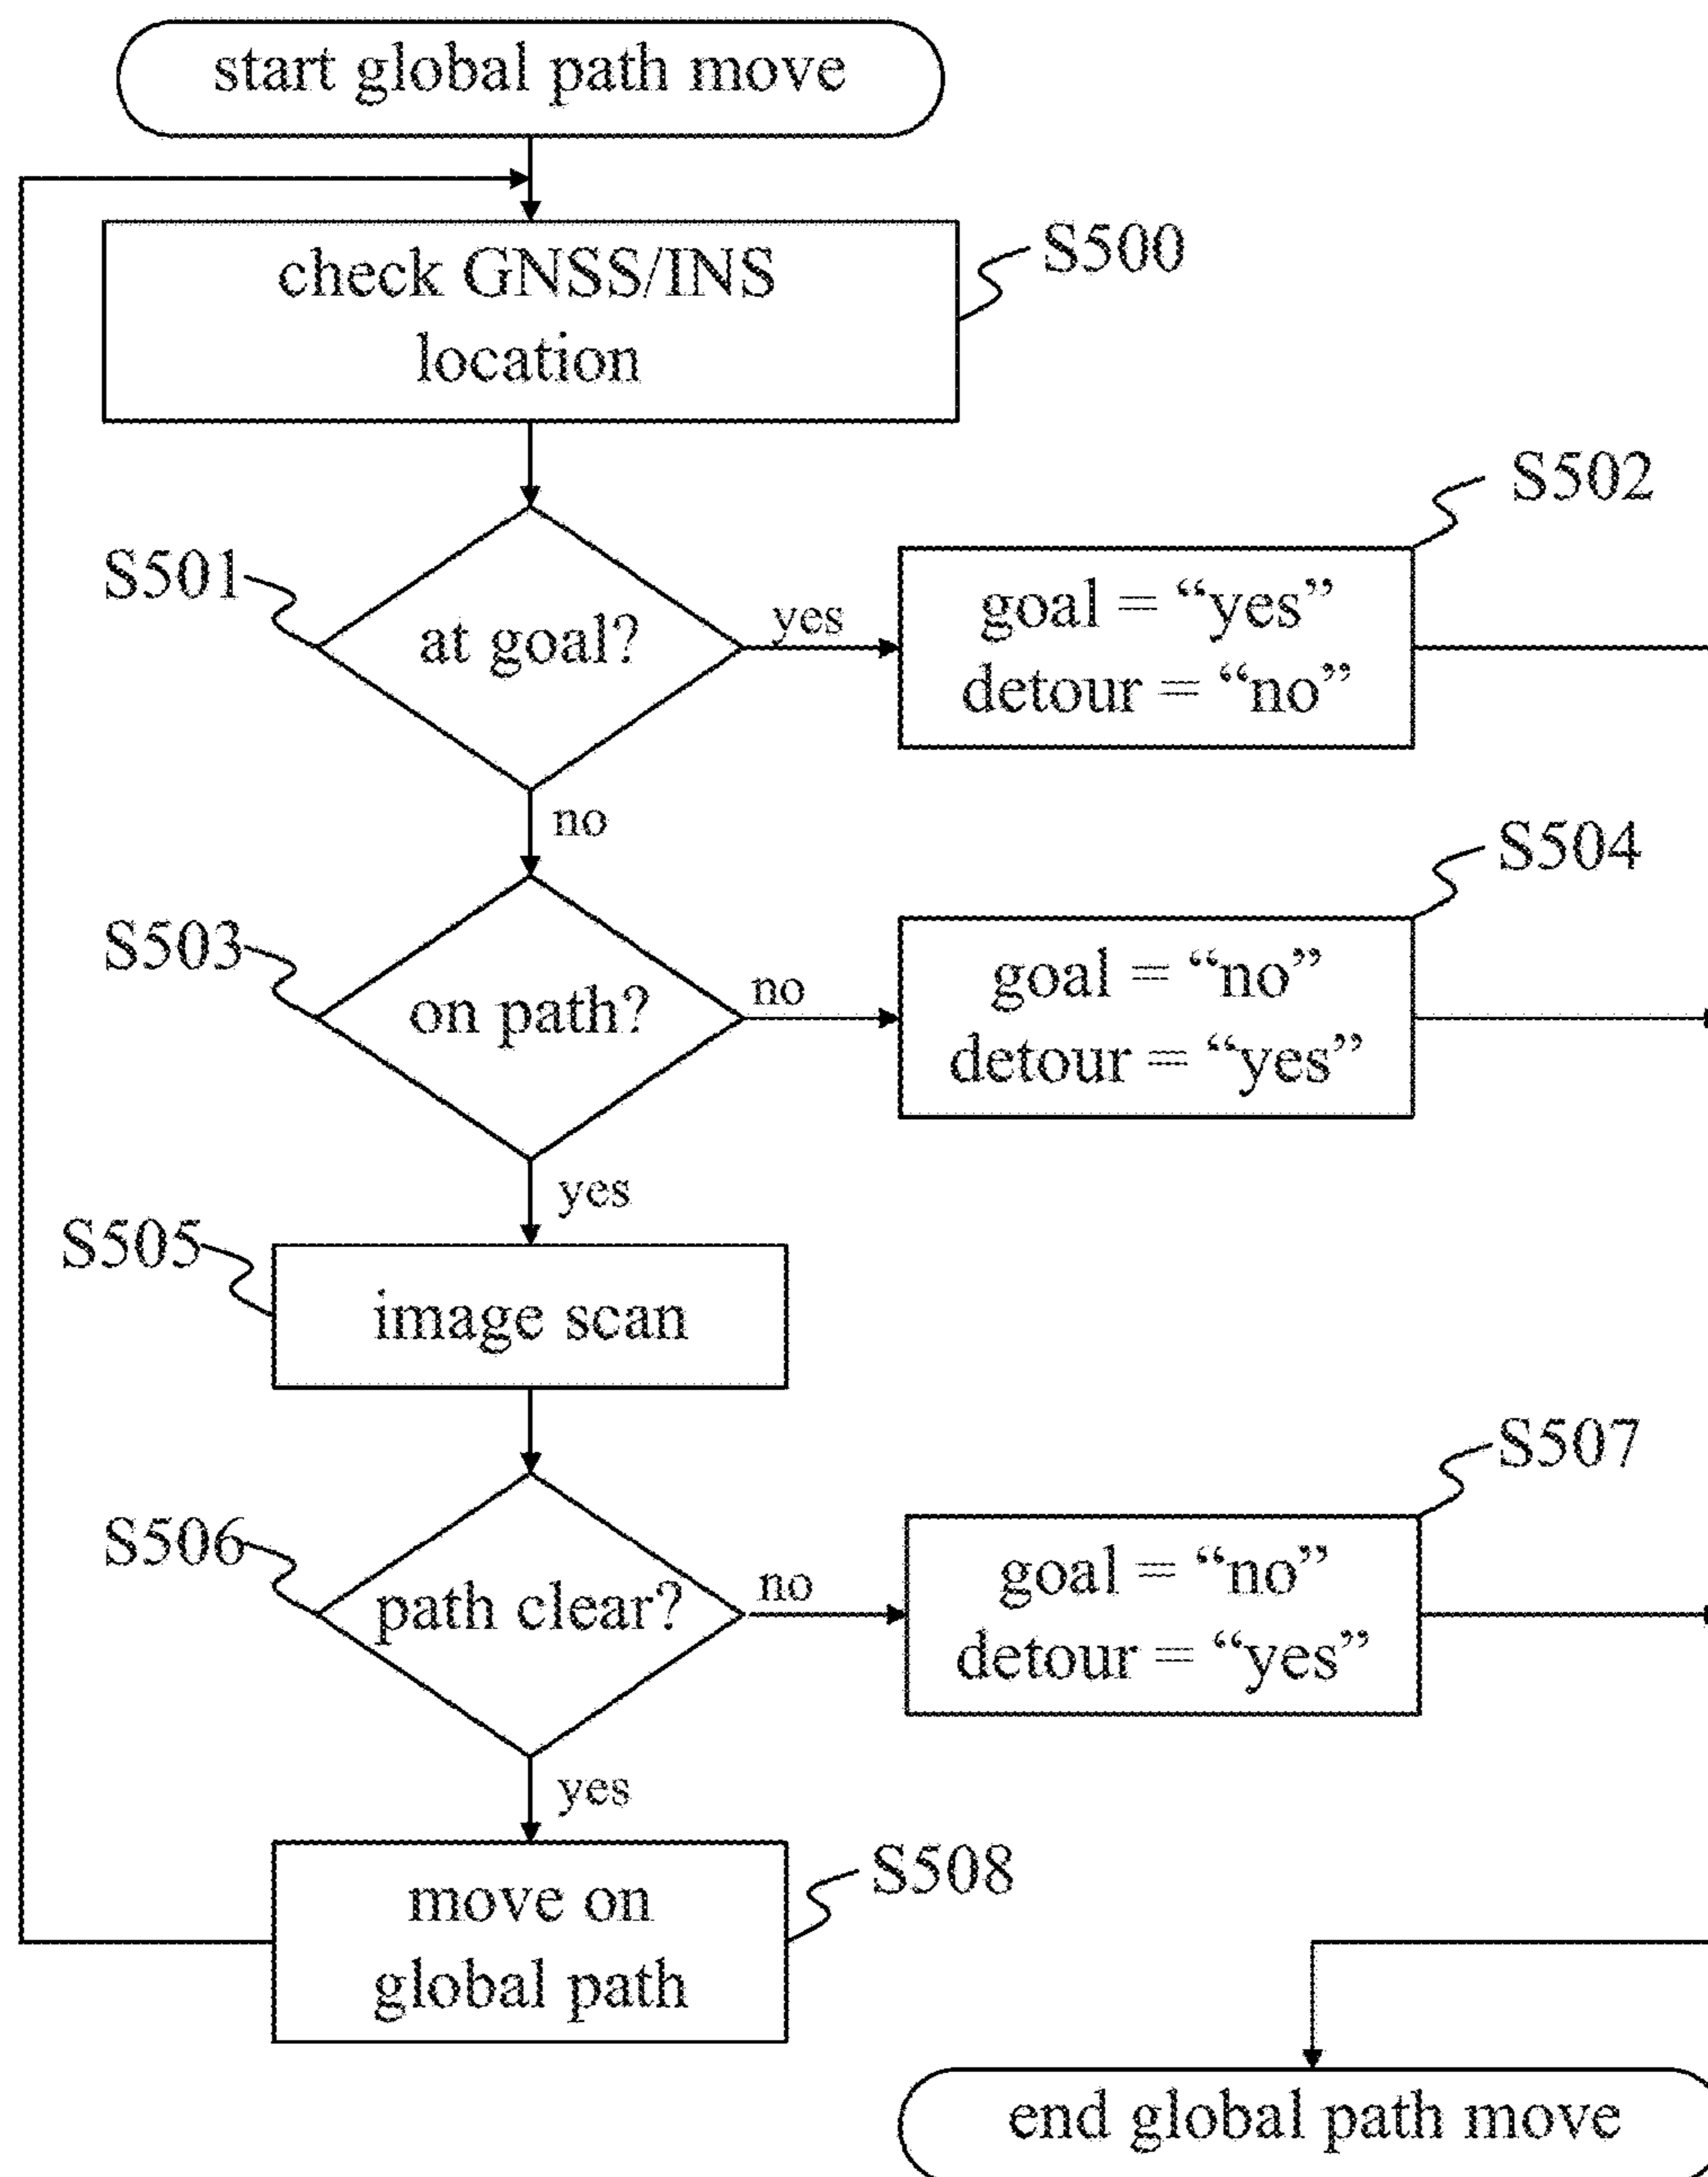 start global path move
check GNSS/INS
location
S500
S501
at goal?
yes
S502
goal = “yes”
detour = “no”
no
S503
on path?
no
S504
goal = “no”
detour = “yes”
yes
S505
image scan
S506
path clear?
no
S507
goal = “no”
detour = “yes”
yes
S508
move on
global path
end global path move